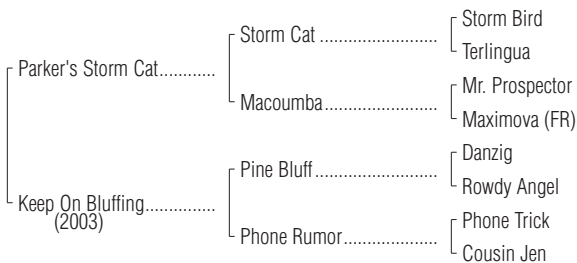 Storm Bird
Storm Cat ........................
Terlingua
Parker's Storm Cat............
Mr. Prospector
Macoumba.......................
Maximova (FR)
Danzig
Pine Bluff.........................
Rowdy Angel
Keep On Bluffing...............
(2003)
Phone Trick
Phone Rumor...................
Cousin Jen